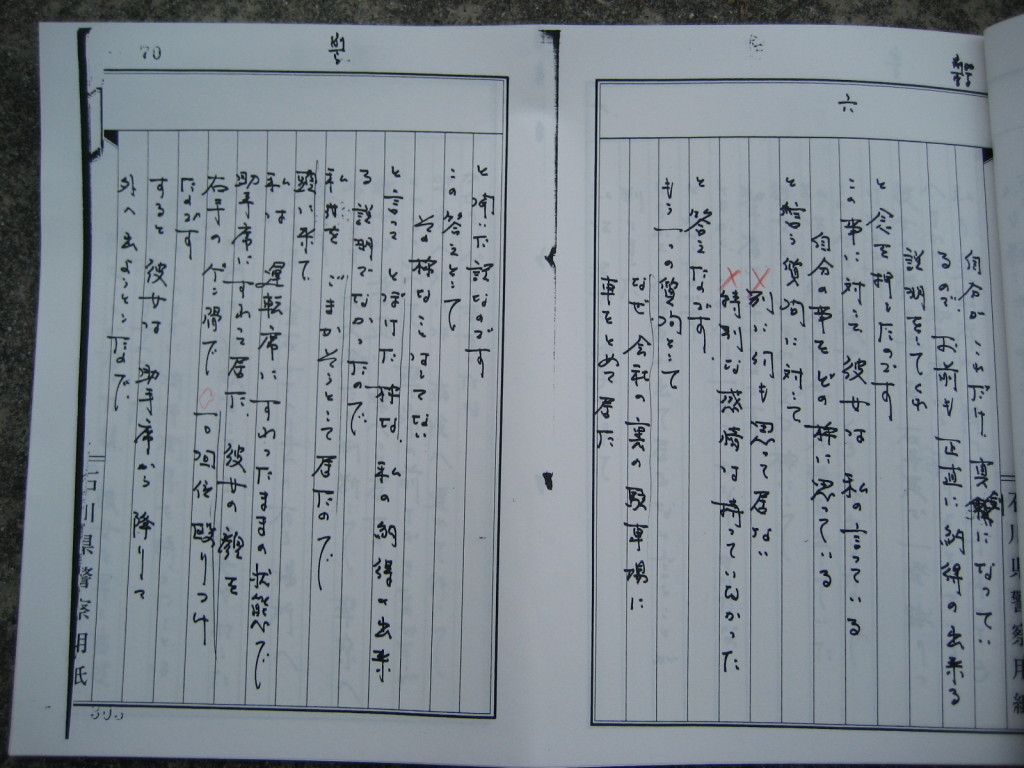 六
自分がこれだけ真険になってい
るので お前も正直に納得の出来る
説明をしてくれ
と念を押したのです
この事に対して彼女は私の言っている
自分の事をどの様に思っている
と言う質問に対して
別に何も思って居ない
特別な感情は持っていなかった
と答えたなです
もう一つの質問として
なぜ会社の裏の駐車場に
車をとめて居た
石川県警察用紙
70
と聞いた訳なのです
この答えとして
その様なことはしてない
と言って とぼけた様な 私の納得の出来
る説明でなかったので
私をごまかそうとして居たので
頭に来て
私は 運転席にすわったままの状態で
助手席にすわって居た 彼女の顔を
右手のゲン骨で 一〇回位殴りつけ
たなです
すると 彼女は 助手席から降りて
外へ出ようとしたなで
石川県警察用紙